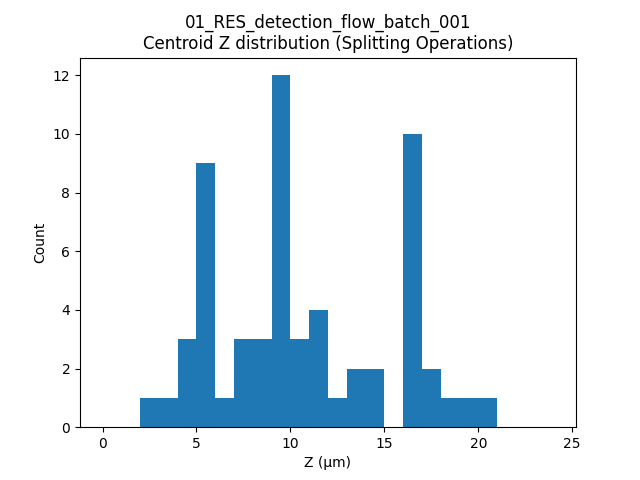 01_RES_detection_flow_batch_001
Centroid Z distribution (Splitting Operations)
12
10
8
6
4
2
0
Count
0 5 10 15 20 25
Z (µm)